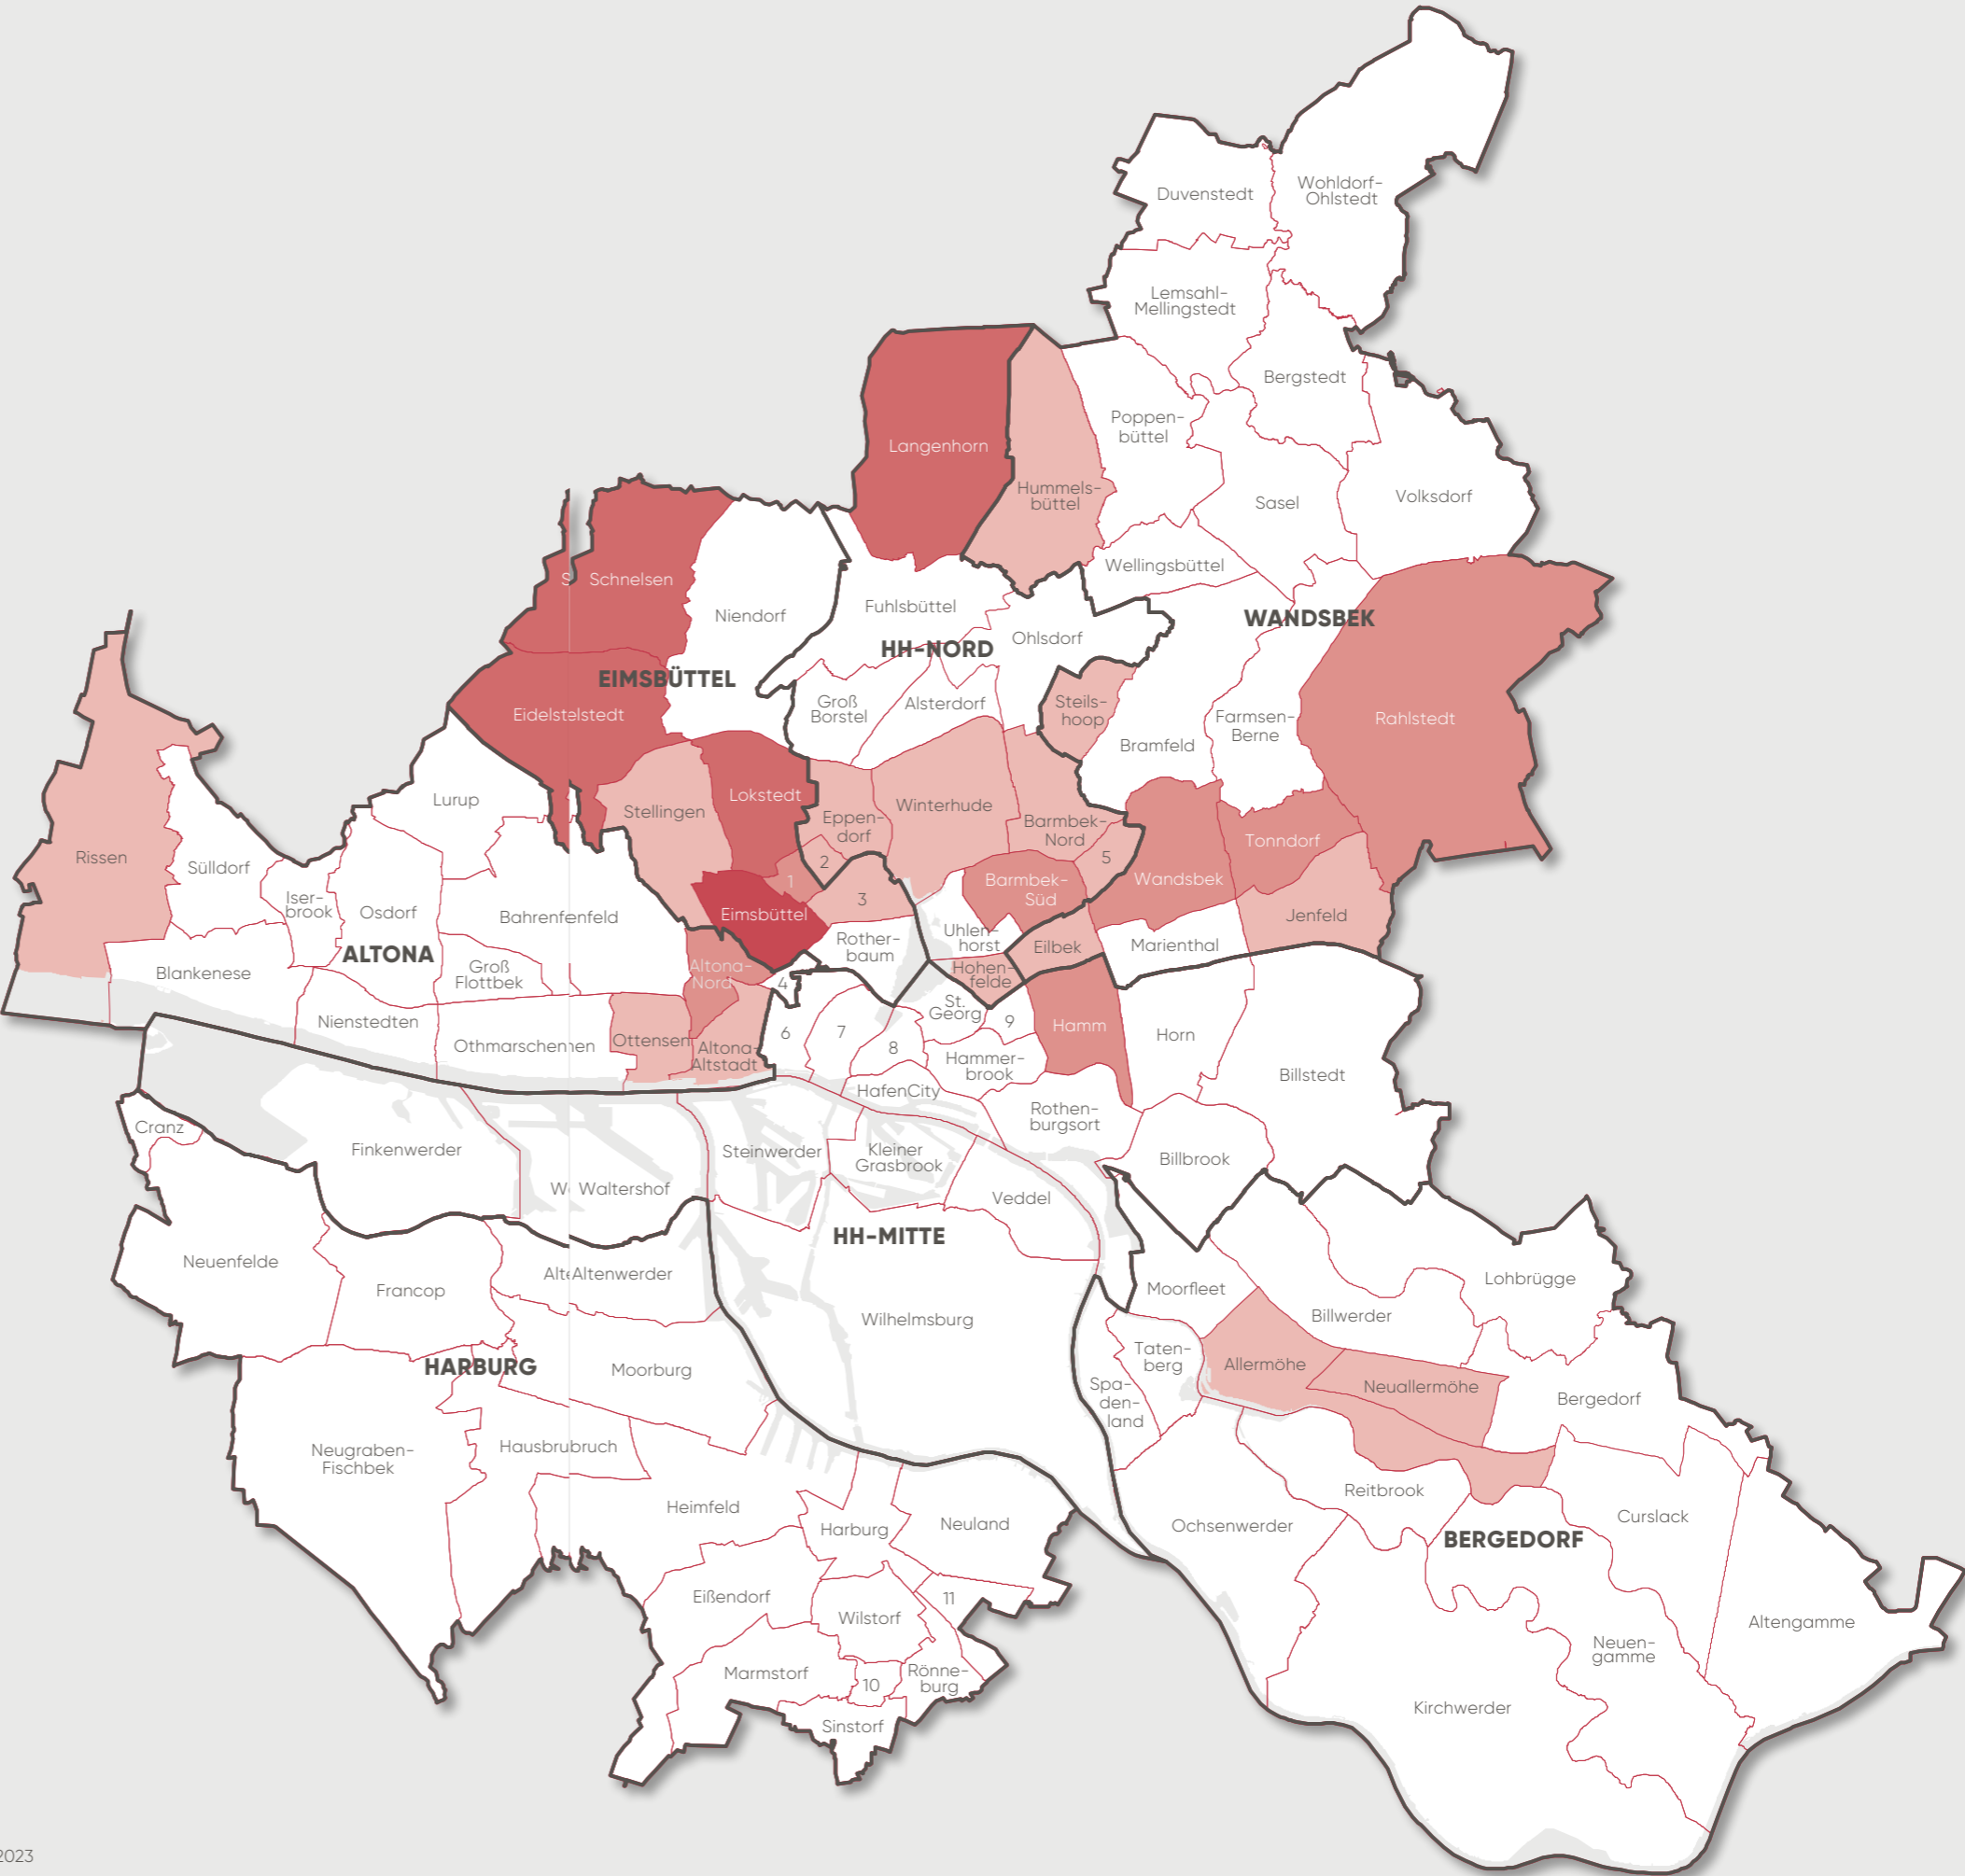 Duvenstedt
Wohldorf-
Ohlstedt
Lemsahl-
Mellingstedt
Bergstedt
Poppen-
büttel
Langenhorn
Hummels-
büttel
Sasel
Volksdorf
Wellingsbüttel
S
Schnelsen
Niendorf
Fuhlsbüttel
WANDSBEK
Ohlsdorf
HH-NORD
EIMSBÜTTEL
Groß
Borstel
Alsterdorf
Steils-
hoop
Eidelstelstedt
Farmsen-
Berne
Rahlstedt
Bramfeld
Lurup
Stellingen
Lokstedt
Eppen-
dorf
Winterhude
Barmbek-
Nord
Tonndorf
Rissen
Sülldorf
2
5
1
Barmbek-
Süd
Wandsbek
Iser-
brook
Osdorf
Bahrenfenfeld
Eimsbüttel
3
Jenfeld
Rother-
baum
Uhlen-
horst
Eilbek
Marienthal
ALTONA
Blankenese
Groß
Flottbek
Altona-
Nord
4
Hohen-
felde
St.
Georg
9
Hamm
Horn
Nienstedten
Othmarschennen
Ottensen
Altona-
Altstadt
6
7
8
Hammer-
brook
Billstedt
HafenCity
Rothen-
burgsort
Cranz
Finkenwerder
Steinwerder
Kleiner
Grasbrook
Billbrook
Wa
Waltershof
Veddel
HH-MITTE
Neuenfelde
Francop
Alte
Altenwerder
Moorfleet
Lohbrügge
Wilhelmsburg
Billwerder
Taten-
berg
Allermöhe
HARBURG
Moorburg
Spa-
den-
land
Neuallermöhe
Bergedorf
Neugraben-
Fischbek
Hausbrubruch
Heimfeld
Reitbrook
Harburg
Neuland
Ochsenwerder
Curslack
BERGEDORF
Eißendorf
Wilstorf
11
Altengamme
Neuen-
gamme
Marmstorf
10
Rönne-
burg
Sinstorf
Kirchwerder
2023